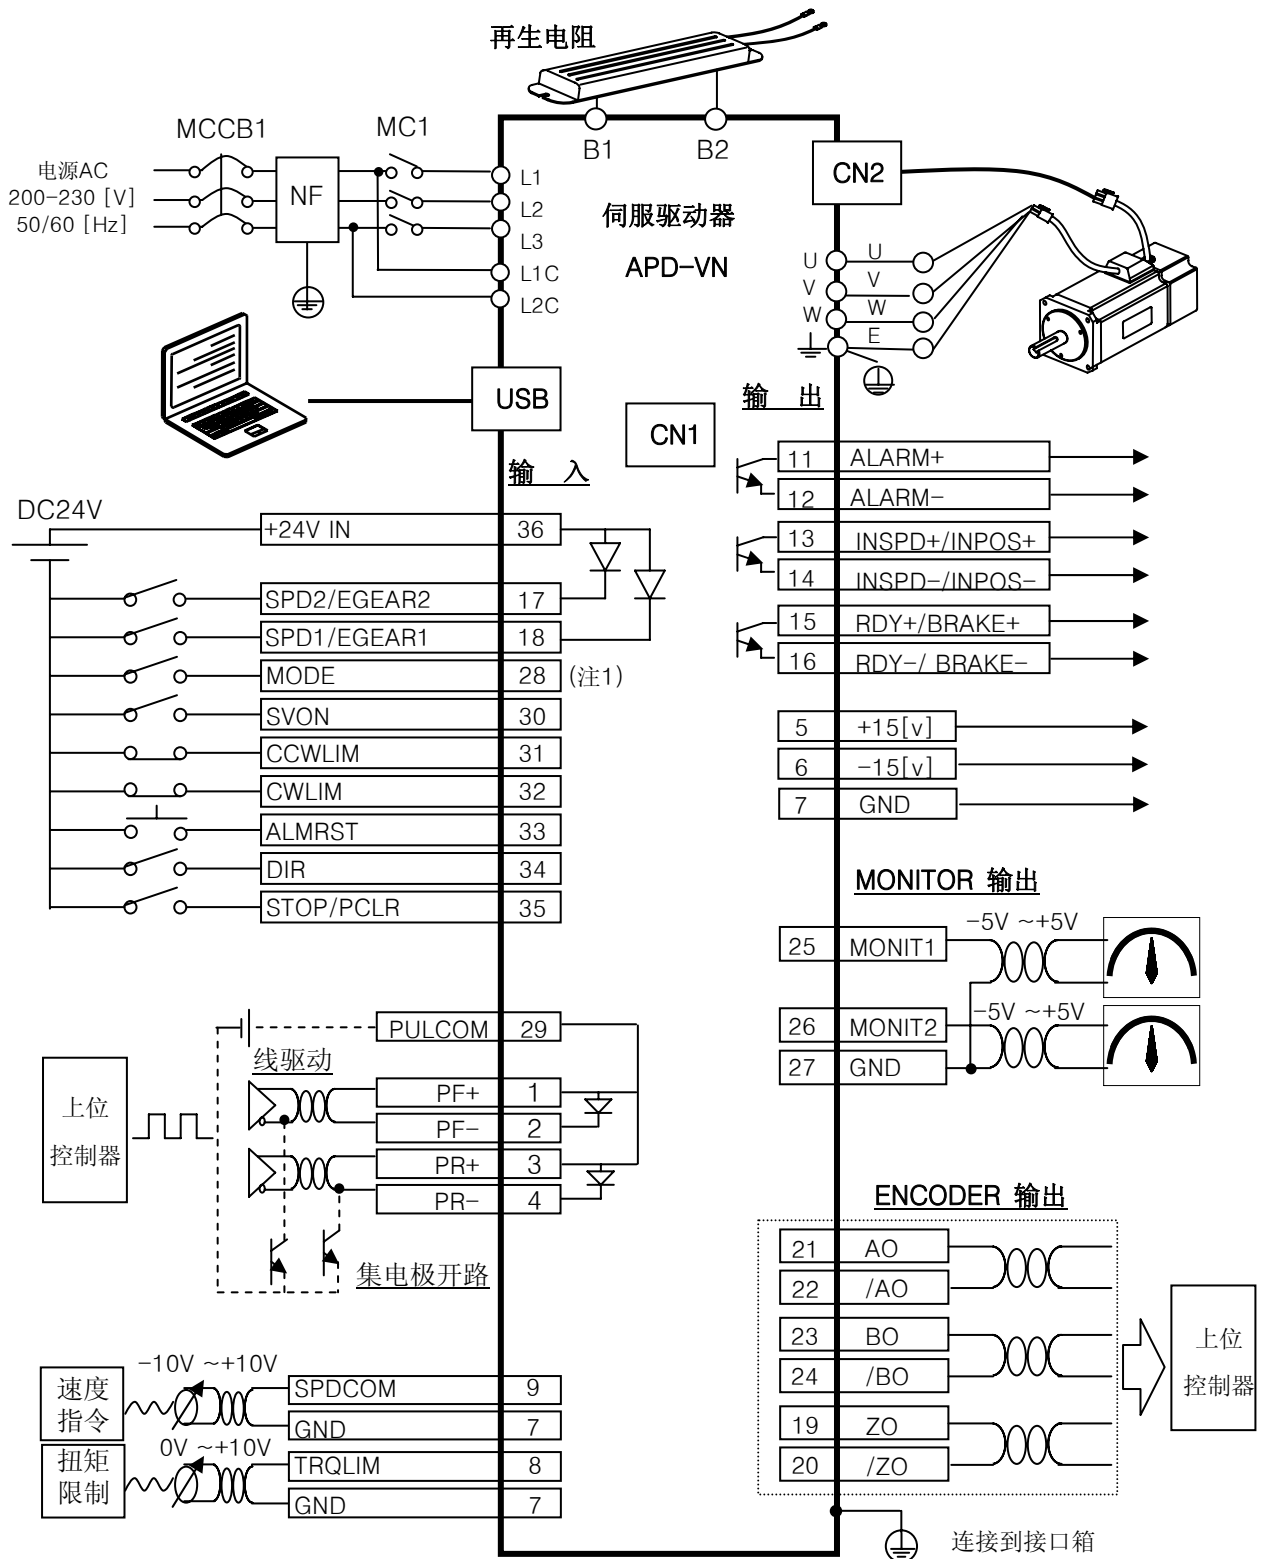 再生电阻
MCCB1
MC1
B1
B2
CN2
电源AC
200-230 [V]
50/60 [Hz]
NF
L1
L2
L3
L1C
L2C
伺服驱动器
APD-VN
U
V
W
U
V
W
E
USB
CN1
输 出
输 入
11 ALARM+
12 ALARM-
13 INSPD+/INPOS+
14 INSPD-/INPOS-
15 RDY+/BRAKE+
16 RDY-/ BRAKE-
5 +15[v]
6 -15[v]
7 GND
DC24V
+24V IN 36
SPD2/EGEAR2 17
SPD1/EGEAR1 18
MODE 28 (注1)
SVON 30
CCWLIM 31
CWLIM 32
ALMRST 33
DIR 34
STOP/PCLR 35
MONITOR 输出
-5V ~+5V
25 MONIT1
-5V ~+5V
26 MONIT2
27 GND
PULCOM 29
线驱动
PF+ 1
PF- 2
PR+ 3
PR- 4
上位
控制器
集电极开路
ENCODER 输出
21 AO
22 /AO
23 BO
24 /BO
19 ZO
20 /ZO
上位
控制器
-10V ~+10V
速度
指令
SPDCOM 9
GND 7
0V ~+10V
扭矩
限制
TRQLIM 8
GND 7
连接到接口箱